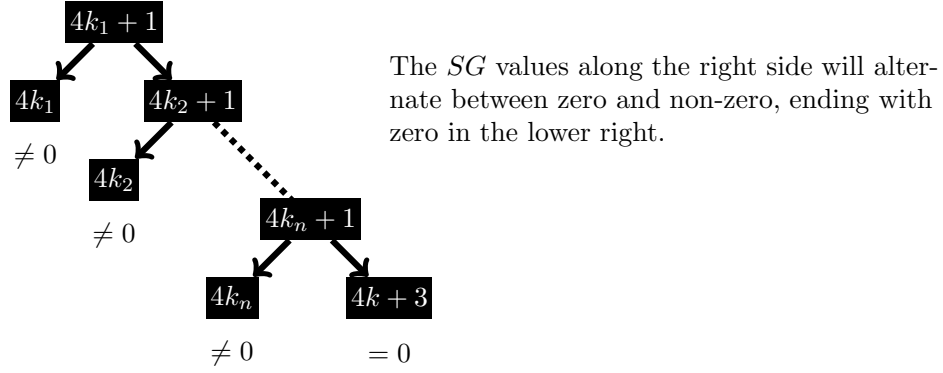 4k₁ + 1
The SG values along the right side will alter-
nate between zero and non-zero, ending with
zero in the lower right.
4k₁ 4k₂ + 1
≠ 0
4k₂
≠ 0
4kₙ + 1
4kₙ 4k + 3
≠ 0 = 0